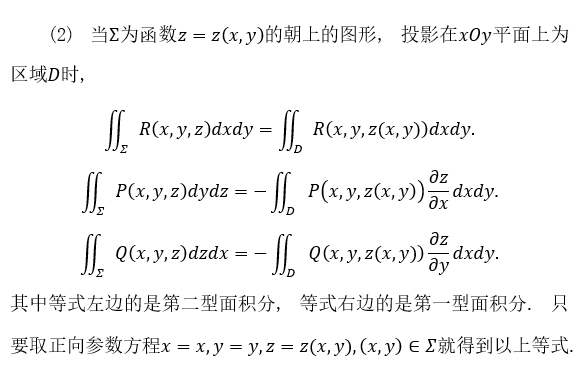 (2) 当Σ为函数z = z(x, y)的朝上的图形, 投影在xOy平面上为
区域D时,
∬_Σ R(x, y, z)dxdy = ∬_D R(x, y, z(x, y))dxdy.
∬_Σ P(x, y, z)dydz = −∬_D P(x, y, z(x, y)) ∂z/∂x dxdy.
∬_Σ Q(x, y, z)dzdx = −∬_D Q(x, y, z(x, y)) ∂z/∂y dxdy.
其中等式左边的是第二型面积分, 等式右边的是第一型面积分. 只
要取正向参数方程x = x, y = y, z = z(x, y), (x, y) ∈ Σ就得到以上等式.